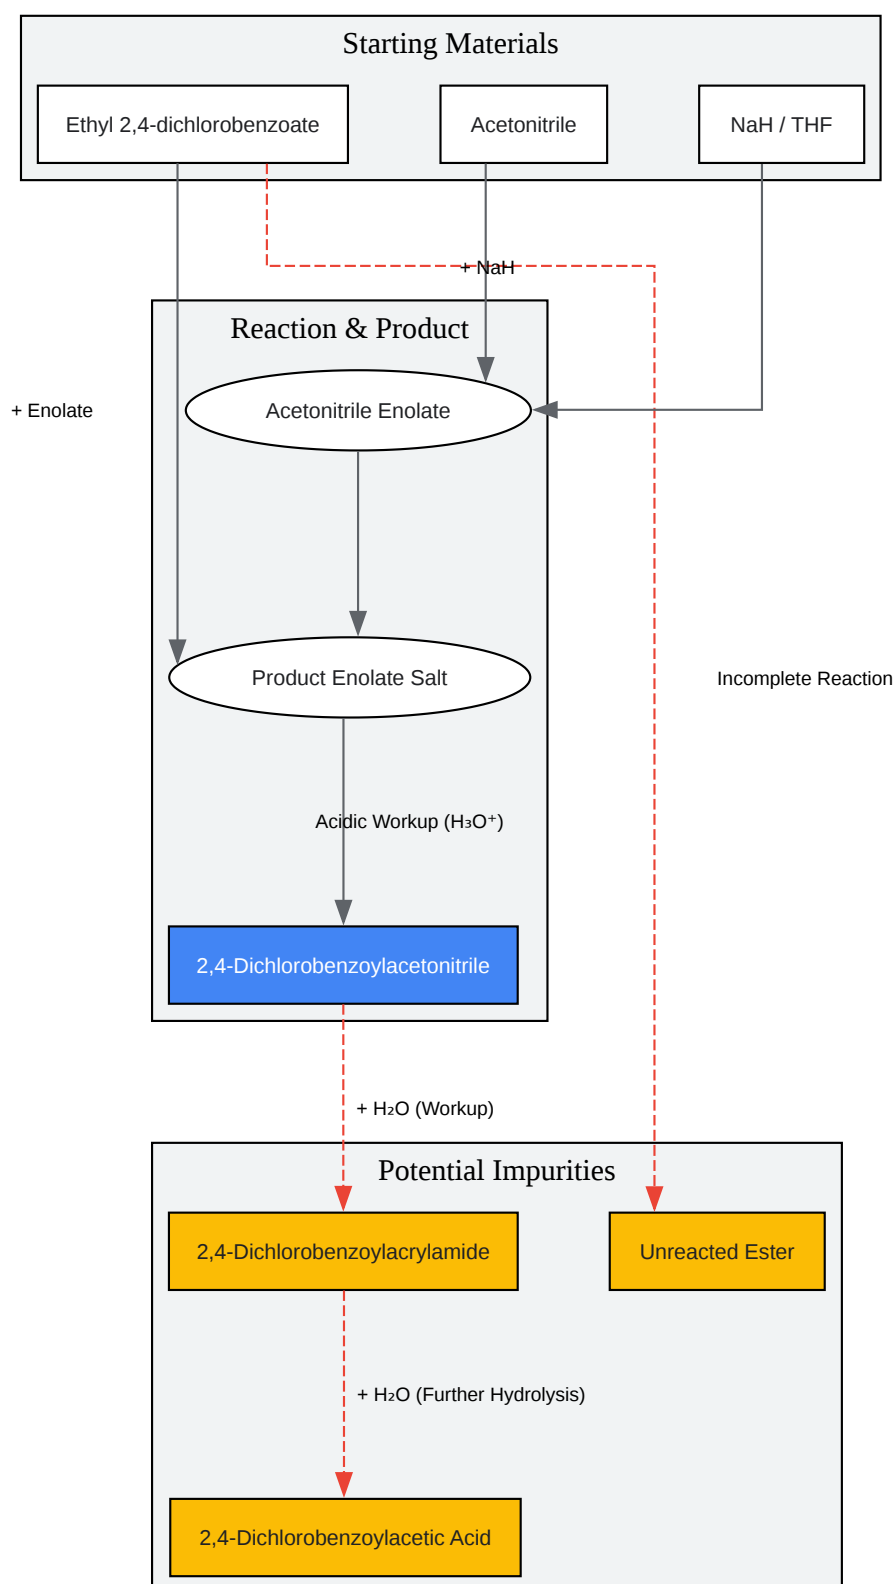 Starting Materials
Ethyl 2,4-dichlorobenzoate
Acetonitrile
NaH / THF
+ NaH
Reaction & Product
Acetonitrile Enolate
+ Enolate
Product Enolate Salt
Incomplete Reaction
Acidic Workup (H₃O⁺)
2,4-Dichlorobenzoylacetonitrile
+ H₂O (Workup)
Potential Impurities
2,4-Dichlorobenzoylacrylamide
Unreacted Ester
+ H₂O (Further Hydrolysis)
2,4-Dichlorobenzoylacetic Acid